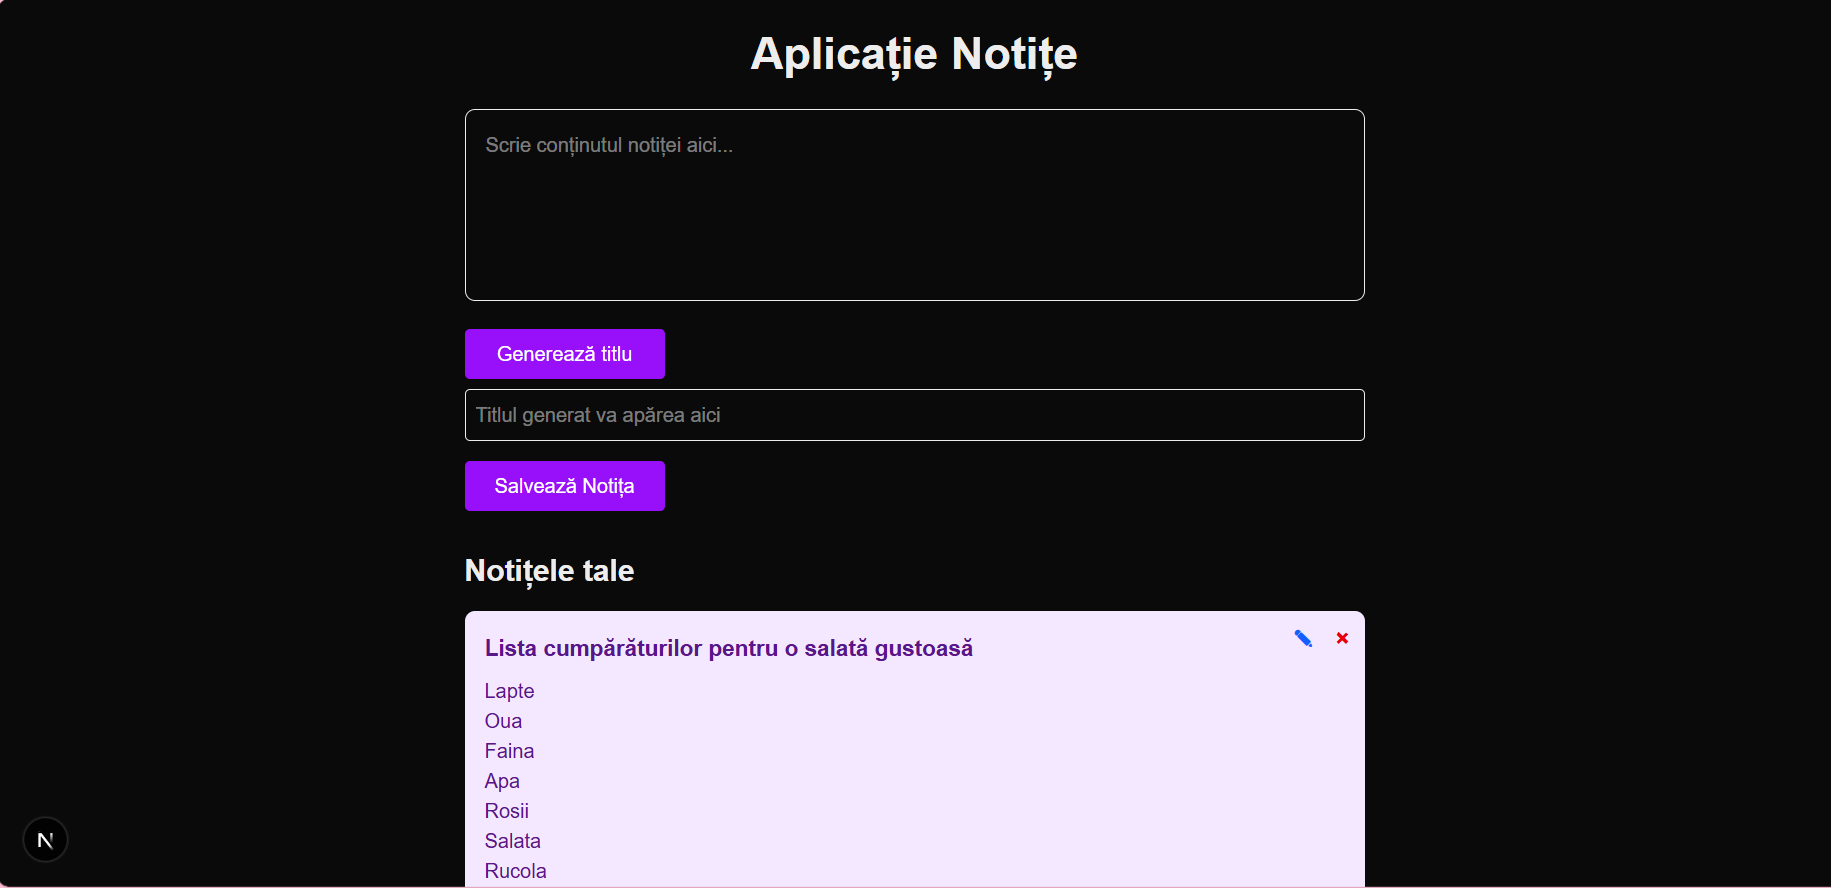 Aplicație Notițe
Scrie conținutul notiței aici...
Generează titlu
Titlul generat va apărea aici
Salvează Notița
Notițele tale
Lista cumpărăturilor pentru o salată gustoasă
Lapte
Oua
Faina
Apa
Rosii
Salata
Rucola
N